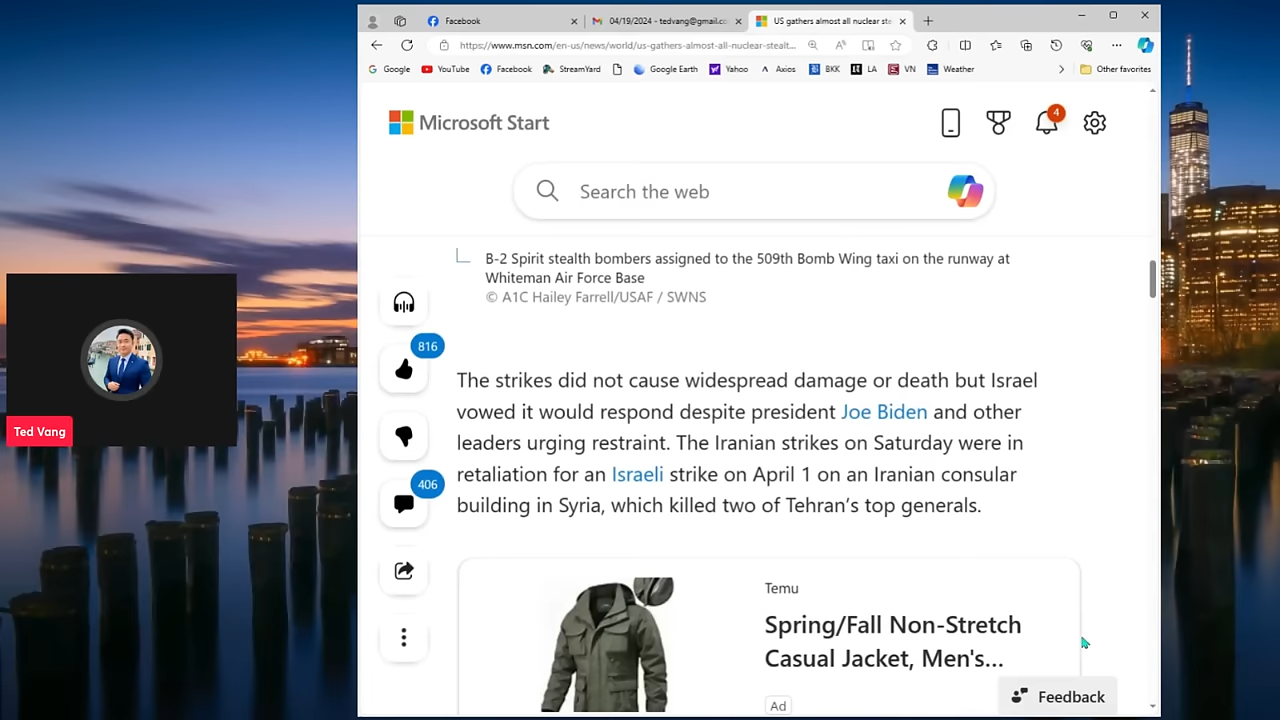 Facebook
04/19/2024 - tedvang@gmail.co
US gathers almost all nuclear ste
https://www.msn.com/en-us/news/world/us-gathers-almost-all-nuclear-stealt...
Google
YouTube
Facebook
StreamYard
Google Earth
Yahoo
Axios
BKK
LA
VN
Weather
Other favorites
Microsoft Start
4
Search the web
B-2 Spirit stealth bombers assigned to the 509th Bomb Wing taxi on the runway at
Whiteman Air Force Base
© A1C Hailey Farrell/USAF / SWNS
816
406
The strikes did not cause widespread damage or death but Israel
vowed it would respond despite president Joe Biden and other
leaders urging restraint. The Iranian strikes on Saturday were in
retaliation for an Israeli strike on April 1 on an Iranian consular
building in Syria, which killed two of Tehran’s top generals.
Temu
Spring/Fall Non-Stretch
Casual Jacket, Men's...
Ad
Feedback
Ted Vang